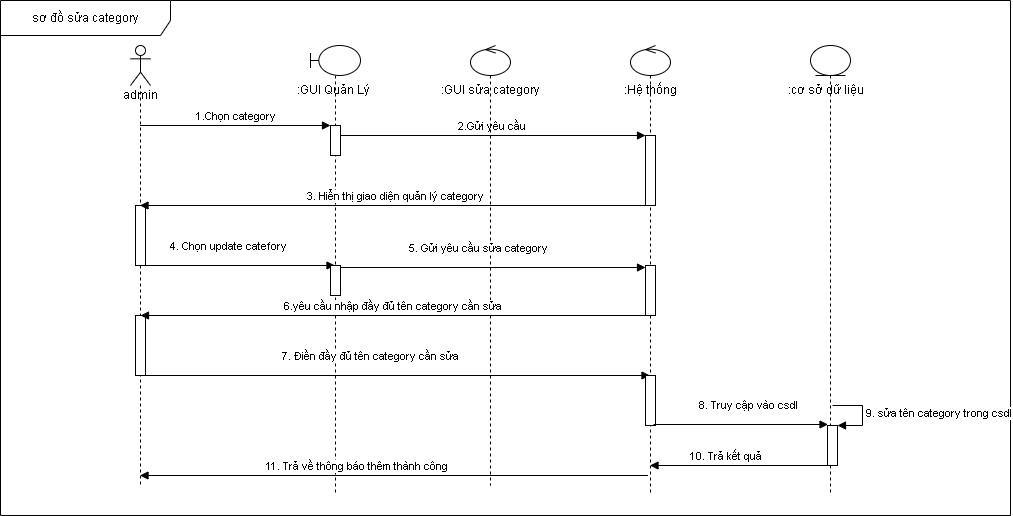 sơ đồ sửa category
admin
:GUI Quản Lý
:GUI sửa category
:Hệ thống
:cơ sở dữ liệu
1.Chọn category
2.Gửi yêu cầu
3. Hiển thị giao diện quản lý category
4. Chọn update catefory
5. Gửi yêu cầu sửa category
6.yêu cầu nhập đầy đủ tên category cần sửa
7. Điền đầy đủ tên category cần sửa
8. Truy cập vào csdl
9. sửa tên category trong csdl
10. Trả kết quả
11. Trả về thông báo thêm thành công